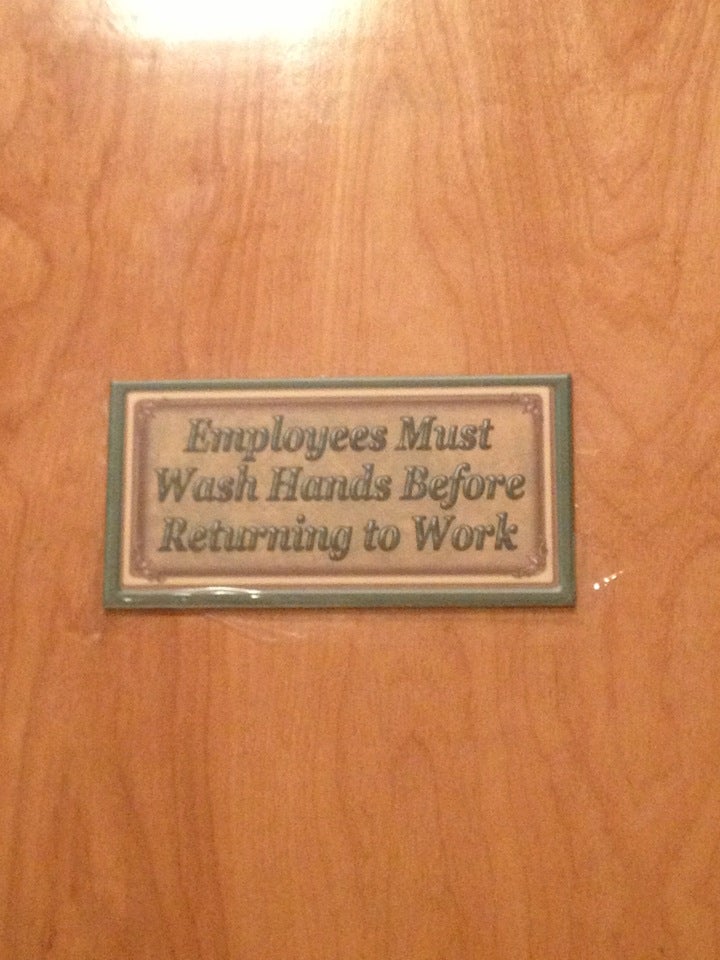 Employees Must
Wash Hands Before
Returning to Work